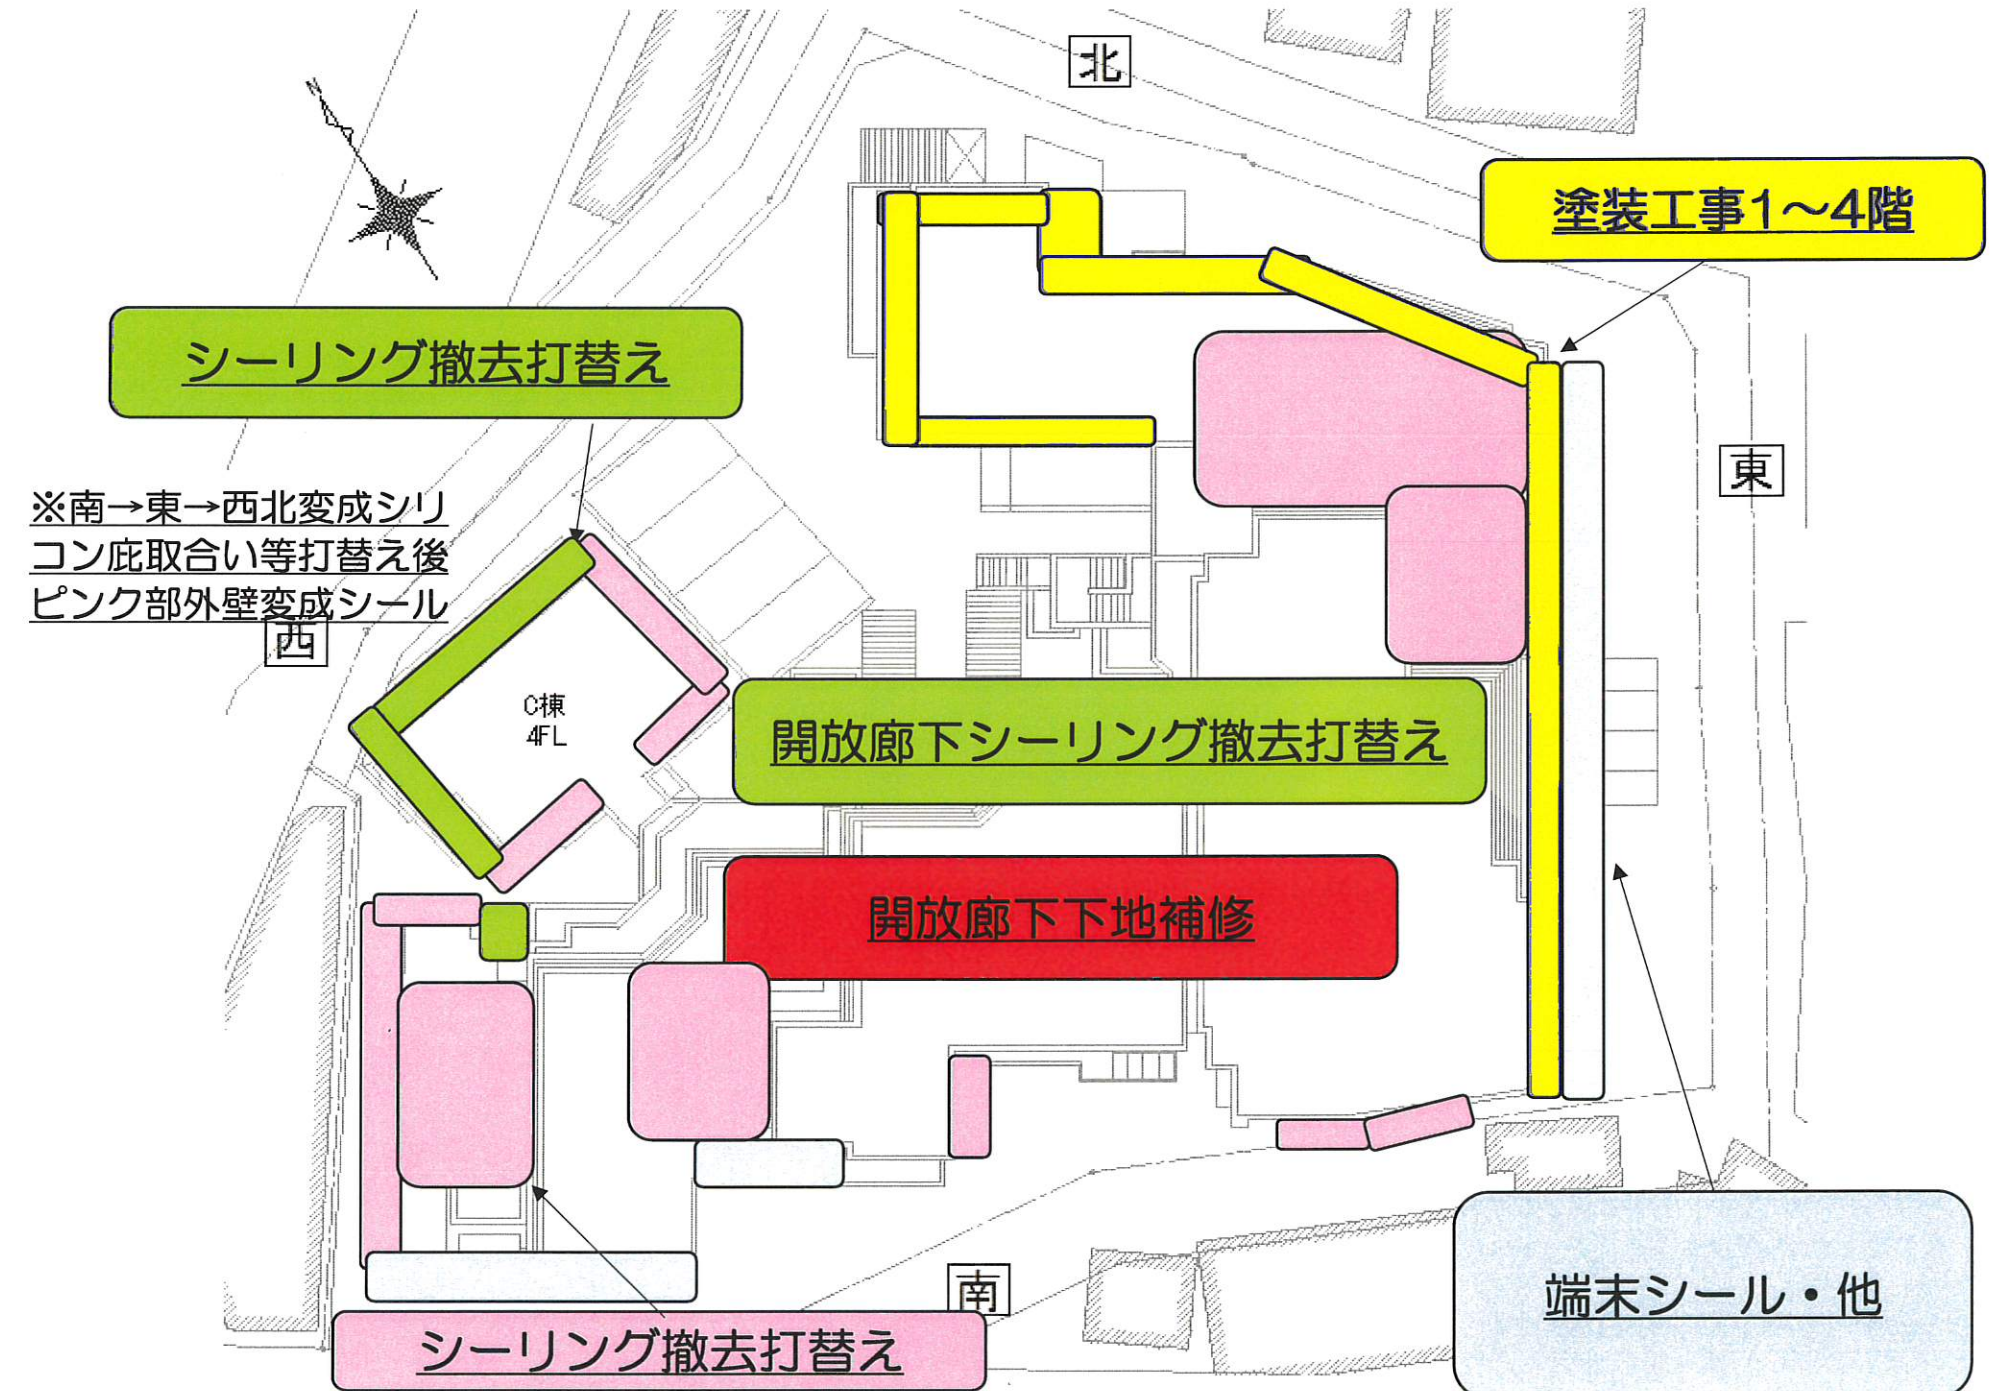 北
N
塗装工事1～4階
シーリング撤去打替え
東
※南→東→西北変成シリ
コン庇取合い等打替え後
ピンク部外壁変成シール
西
C棟
4FL
開放廊下シーリング撤去打替え
開放廊下下地補修
南
端末シール・他
シーリング撤去打替え